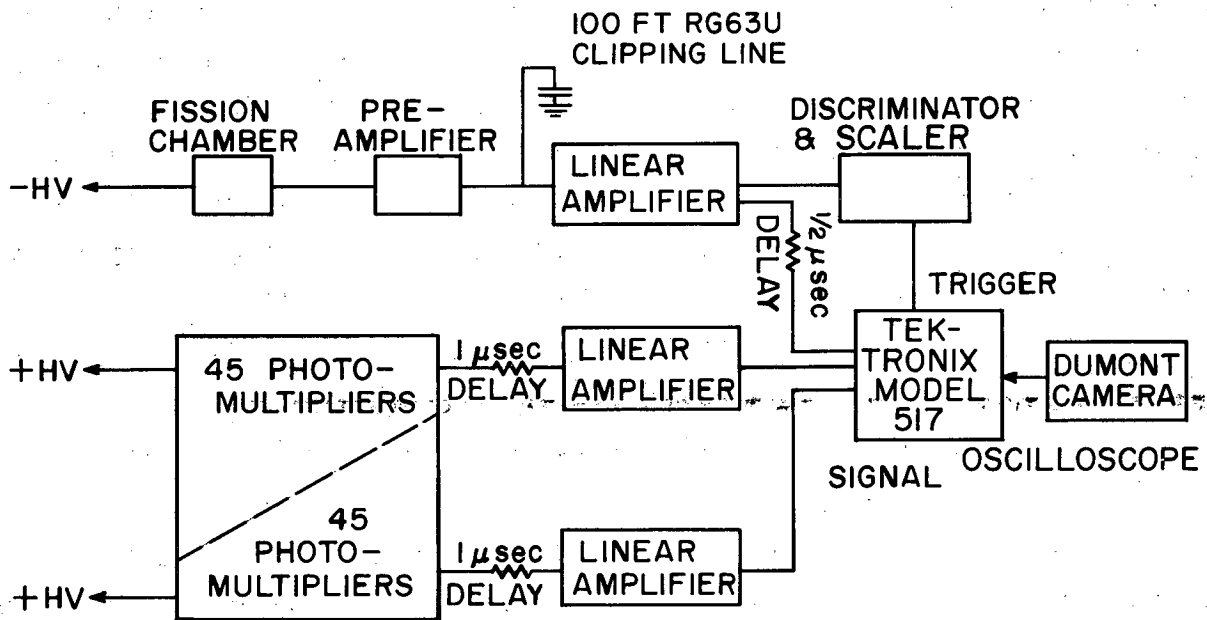 100 FT RG63U
CLIPPING LINE
FISSION
CHAMBER
PRE-
AMPLIFIER
DISCRIMINATOR
& SCALER
-HV
LINEAR
AMPLIFIER
1/2 μsec
DELAY
TRIGGER
+HV
45 PHOTO-
MULTIPLIERS
1 μsec
DELAY
LINEAR
AMPLIFIER
TEK-
TRONIX
MODEL
517
DUMONT
CAMERA
OSCILLOSCOPE
SIGNAL
45
PHOTO-
MULTIPLIERS
+HV
1 μsec
DELAY
LINEAR
AMPLIFIER